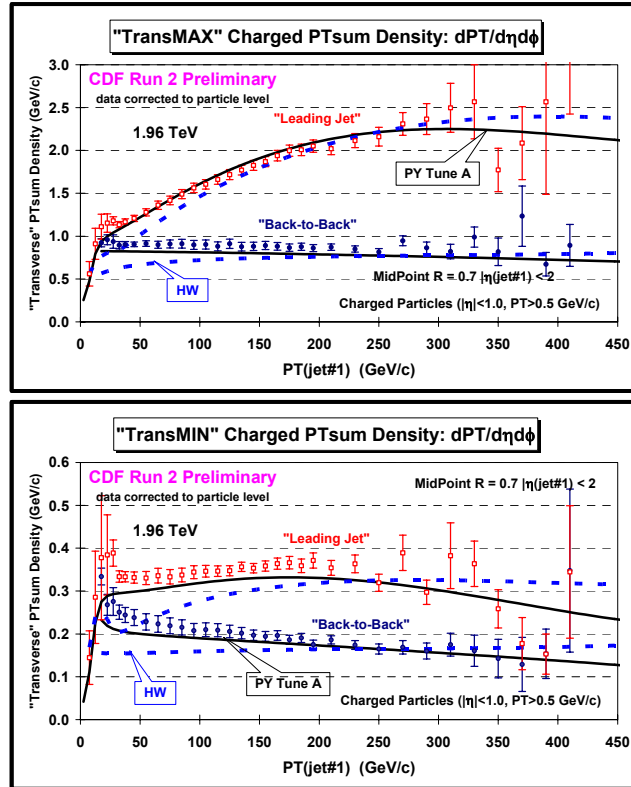 "TransMAX" Charged PTsum Density: dPT/dηdϕ
3.0
2.5
2.0
1.5
1.0
0.5
0.0
"Transverse" PTsum Density (GeV/c)
CDF Run 2 Preliminary
data corrected to particle level
1.96 TeV
"Leading Jet"
PY Tune A
"Back-to-Back"
HW
MidPoint R = 0.7 |η(jet#1) < 2
Charged Particles (|η|<1.0, PT>0.5 GeV/c)
0 50 100 150 200 250 300 350 400 450
PT(jet#1) (GeV/c)
"TransMIN" Charged PTsum Density: dPT/dηdϕ
0.6
0.5
0.4
0.3
0.2
0.1
0.0
"Transverse" PTsum Density (GeV/c)
CDF Run 2 Preliminary
data corrected to particle level
MidPoint R = 0.7 |η(jet#1) < 2
1.96 TeV
"Leading Jet"
"Back-to-Back"
HW
PY Tune A
Charged Particles (|η|<1.0, PT>0.5 GeV/c)
0 50 100 150 200 250 300 350 400 450
PT(jet#1) (GeV/c)